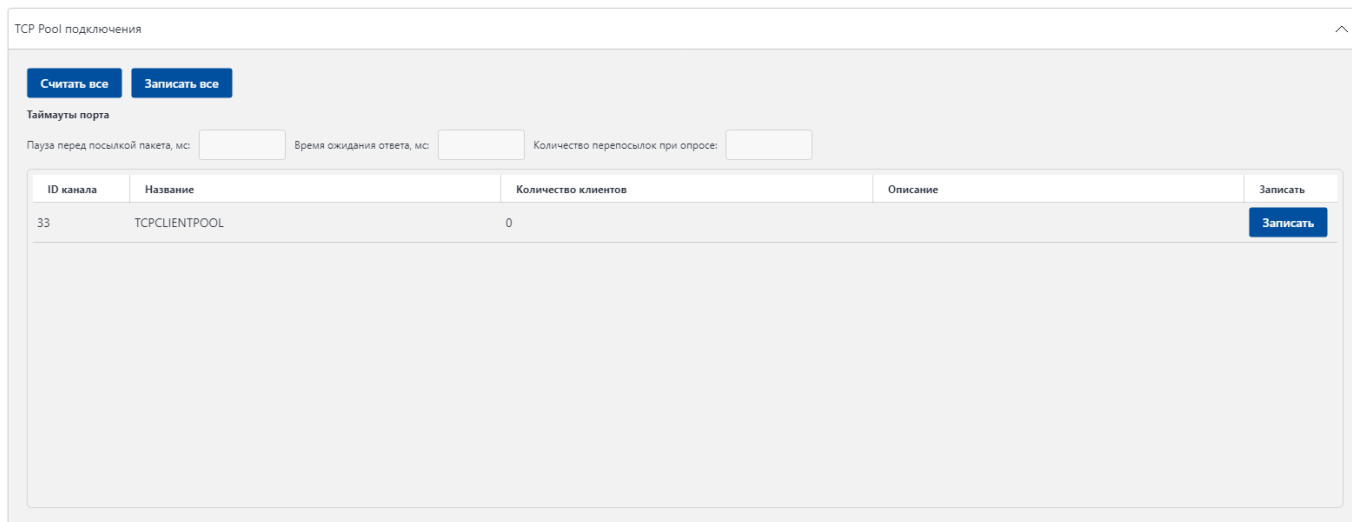 TCP Pool подключения
Считать все Записать все
Таймауты порта
Пауза перед посылкой пакета, мс: Время ожидания ответа, мс: Количество перепосылок при опросе:
ID канала Название Количество клиентов Описание Записать
33 TCPCLIENTPOOL 0 Записать